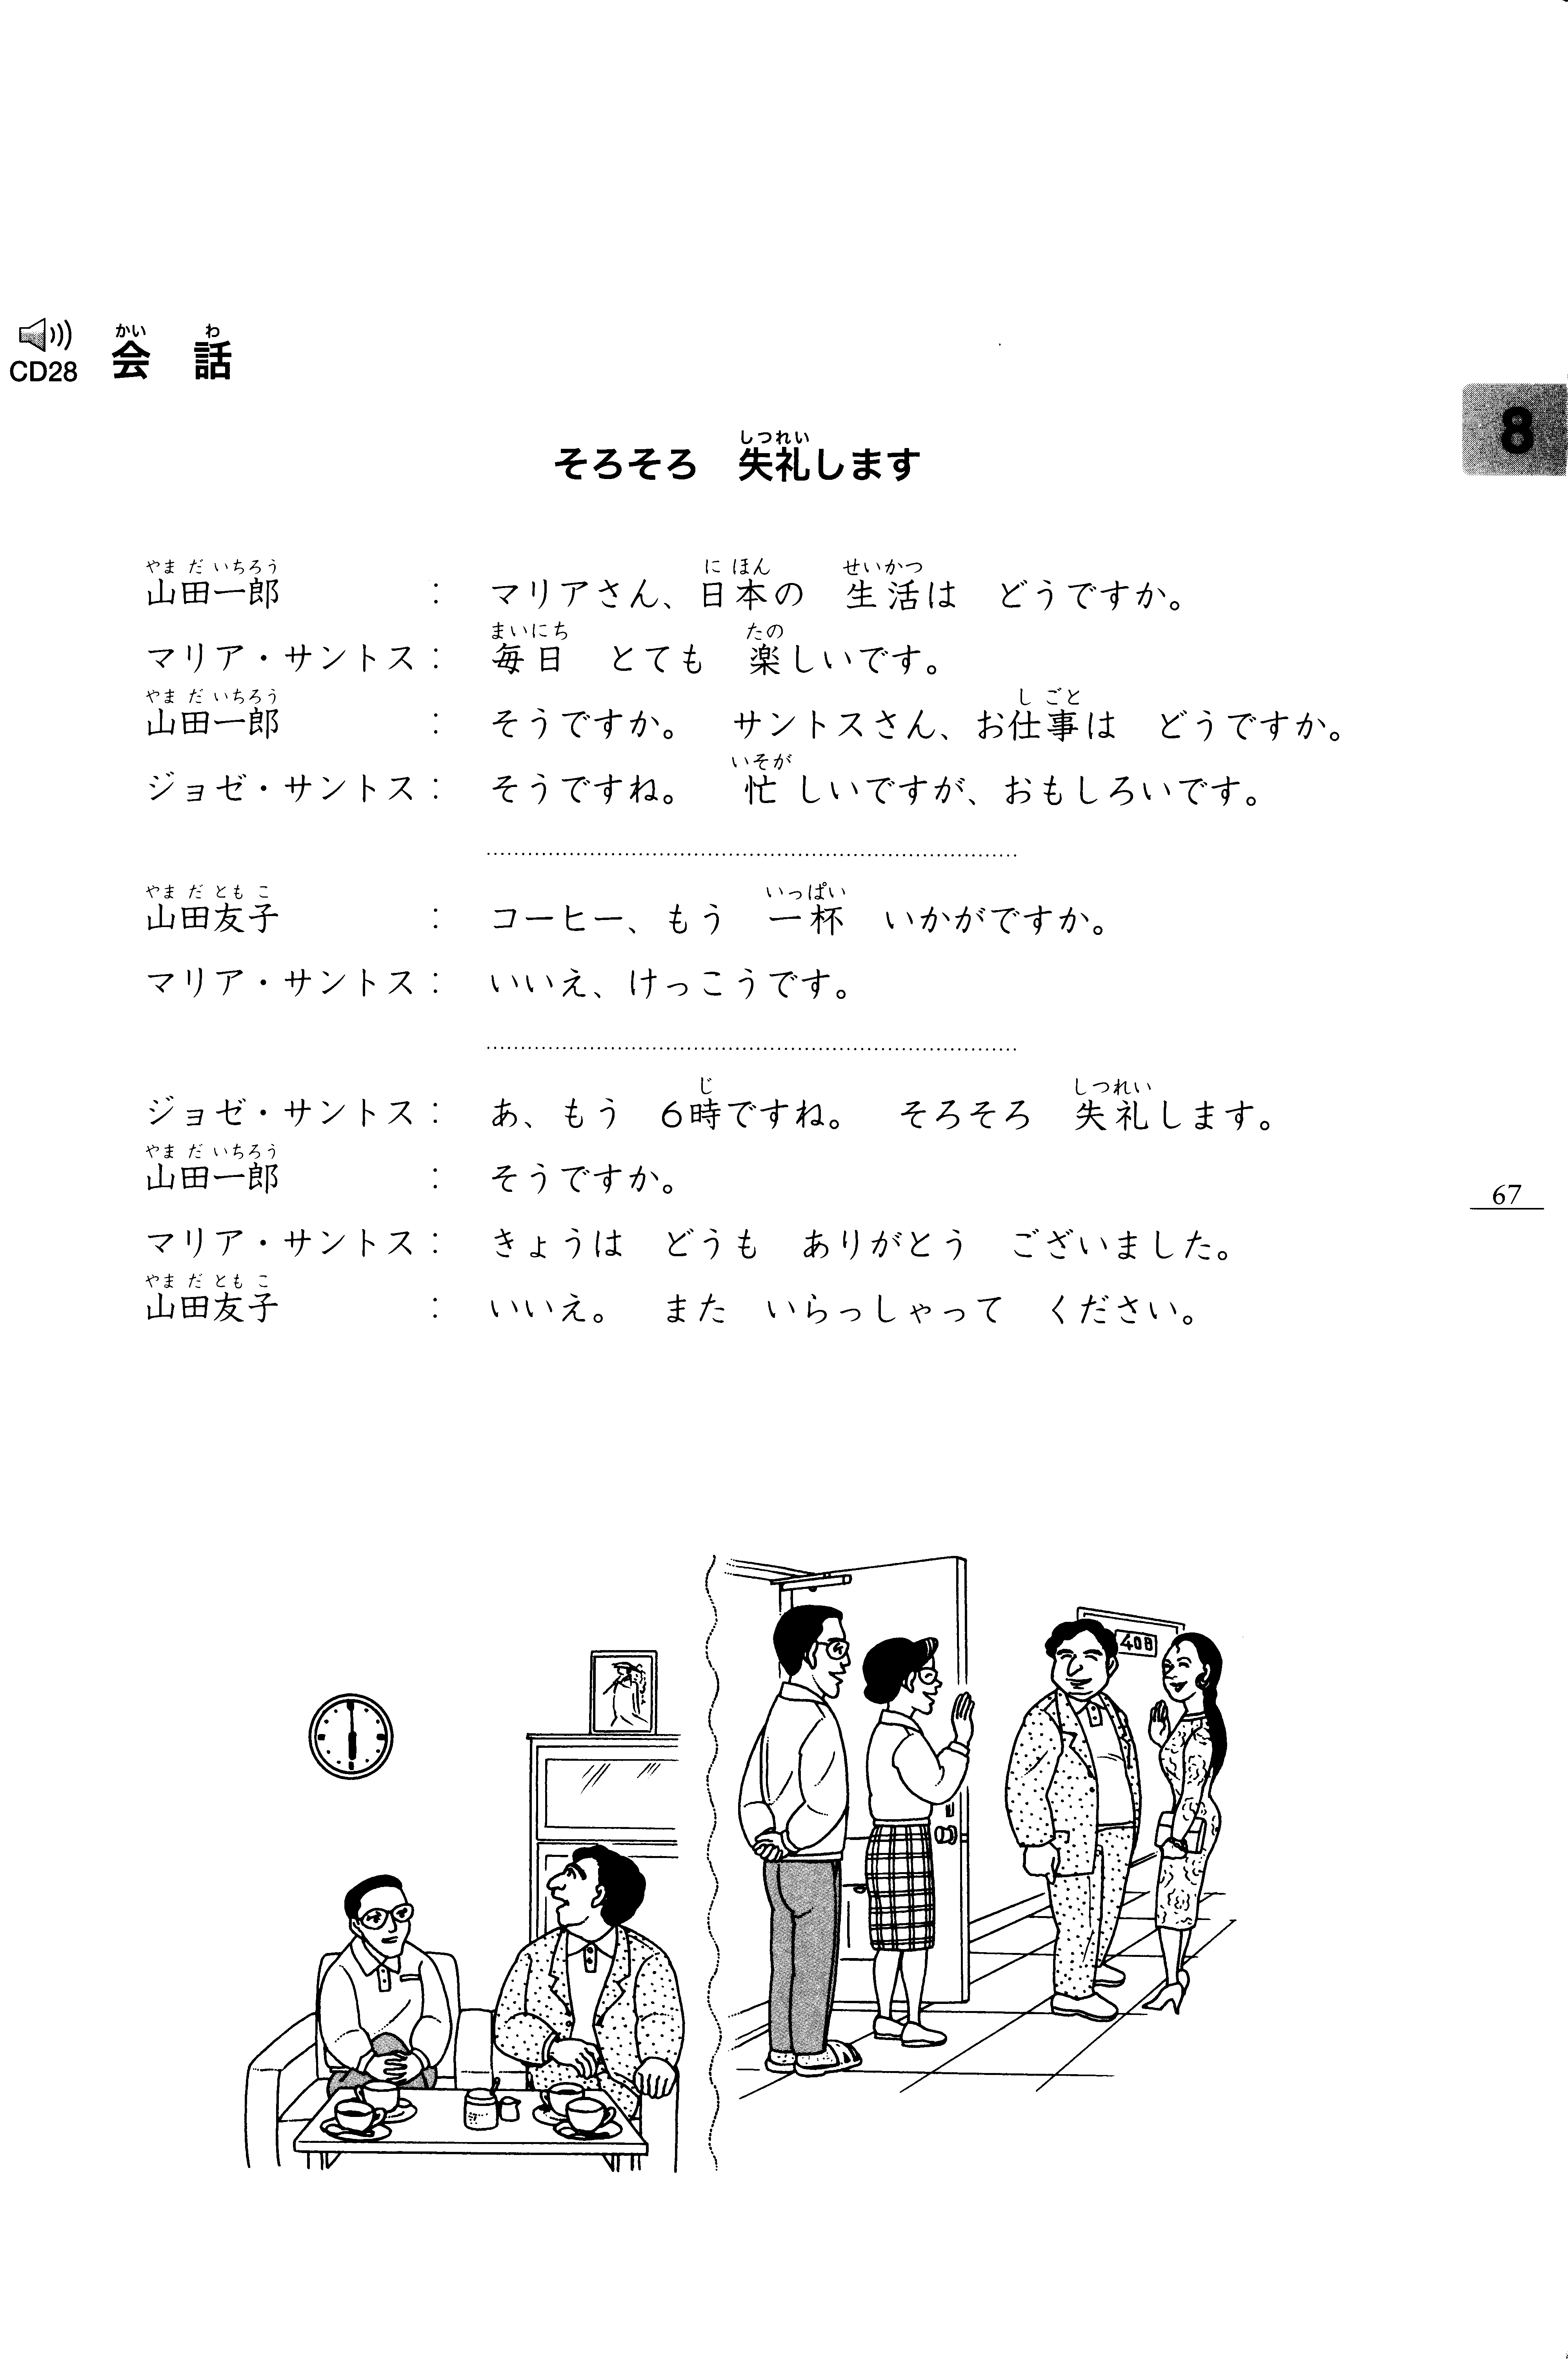 CD28
かい わ
会 話
8
しつれい
そろそろ 失礼します
やまだいちろう にほん せいかつ
山田一郎 : マリアさん、日本の 生活は どうですか。
まいにち たの
マリア・サントス : 毎日 とても 楽しいです。
やまだいちろう しごと
山田一郎 : そうですか。 サントスさん、お仕事は どうですか。
いそが
ジョゼ・サントス : そうですね。 忙しいですが、おもしろいです。
やまだともこ いっぱい
山田友子 : コーヒー、もう 一杯 いかがですか。
マリア・サントス : いいえ、けっこうです。
じ しつれい
ジョゼ・サントス : あ、もう 6時ですね。 そろそろ 失礼します。
やまだいちろう
山田一郎 : そうですか。
67
マリア・サントス : きょうは どうも ありがとう ございました。
やまだともこ
山田友子 : いいえ。 また いらっしゃって ください。
408